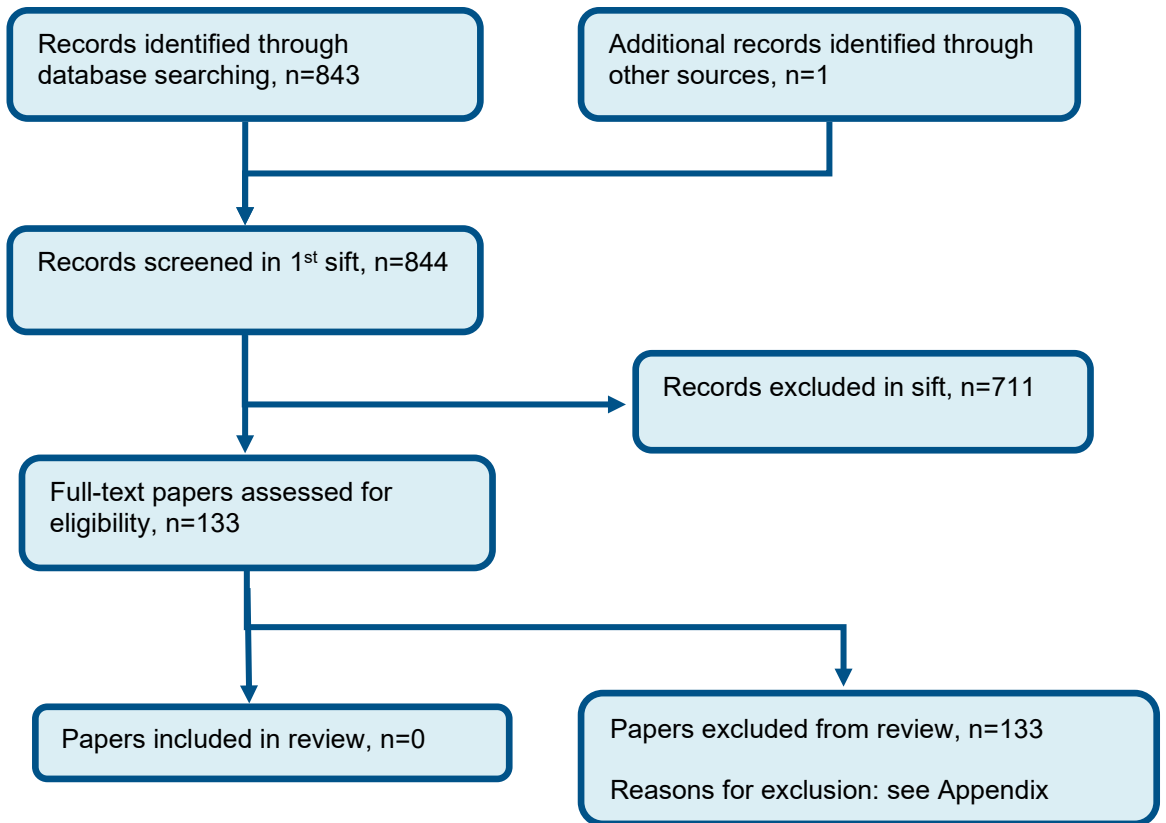 Records identified through
database searching, n=843
Additional records identified through
other sources, n=1
Records screened in 1st sift, n=844
Records excluded in sift, n=711
Full-text papers assessed for
eligibility, n=133
Papers included in review, n=0
Papers excluded from review, n=133
Reasons for exclusion: see Appendix